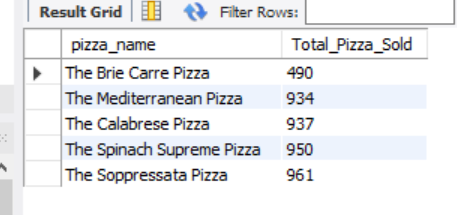 Result Grid Filter Rows:
pizza_name Total_Pizza_Sold
The Brie Carre Pizza 490
The Mediterranean Pizza 934
The Calabrese Pizza 937
The Spinach Supreme Pizza 950
The Soppressata Pizza 961